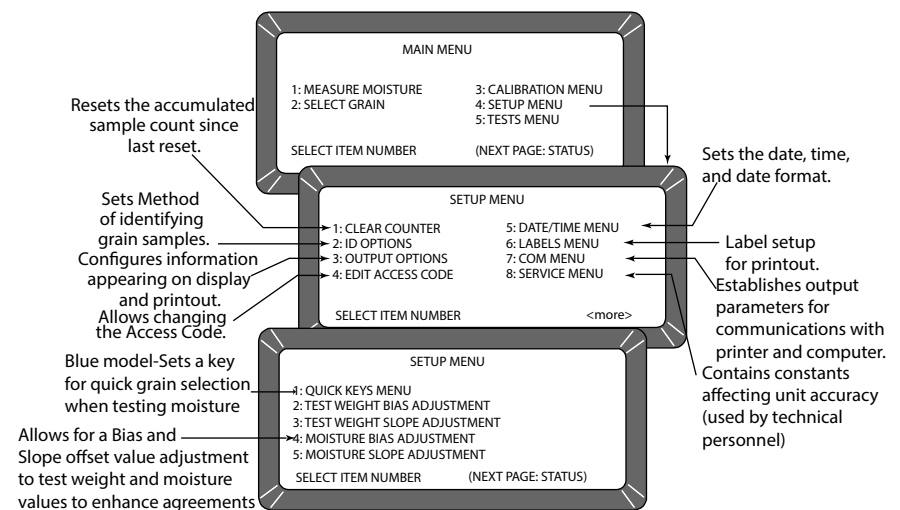 MAIN MENU
1: MEASURE MOISTURE
2: SELECT GRAIN
3: CALIBRATION MENU
4: SETUP MENU
5: TESTS MENU
SELECT ITEM NUMBER
(NEXT PAGE: STATUS)
Resets the accumulated
sample count since
last reset.
Sets Method
of identifying
grain samples.
Configures information
appearing on display
and printout.
Allows changing
the Access Code.
SETUP MENU
1: CLEAR COUNTER
2: ID OPTIONS
3: OUTPUT OPTIONS
4: EDIT ACCESS CODE
5: DATE/TIME MENU
6: LABELS MENU
7: COM MENU
8: SERVICE MENU
SELECT ITEM NUMBER
<more>
Sets the date, time,
and date format.
Label setup
for printout.
Establishes output
parameters for
communications with
printer and computer.
Contains constants
affecting unit accuracy
(used by technical
personnel)
Blue model-Sets a key
for quick grain selection
when testing moisture
Allows for a Bias and
Slope offset value adjustment
to test weight and moisture
values to enhance agreements
SETUP MENU
1: QUICK KEYS MENU
2: TEST WEIGHT BIAS ADJUSTMENT
3: TEST WEIGHT SLOPE ADJUSTMENT
4: MOISTURE BIAS ADJUSTMENT
5: MOISTURE SLOPE ADJUSTMENT
SELECT ITEM NUMBER
(NEXT PAGE: STATUS)